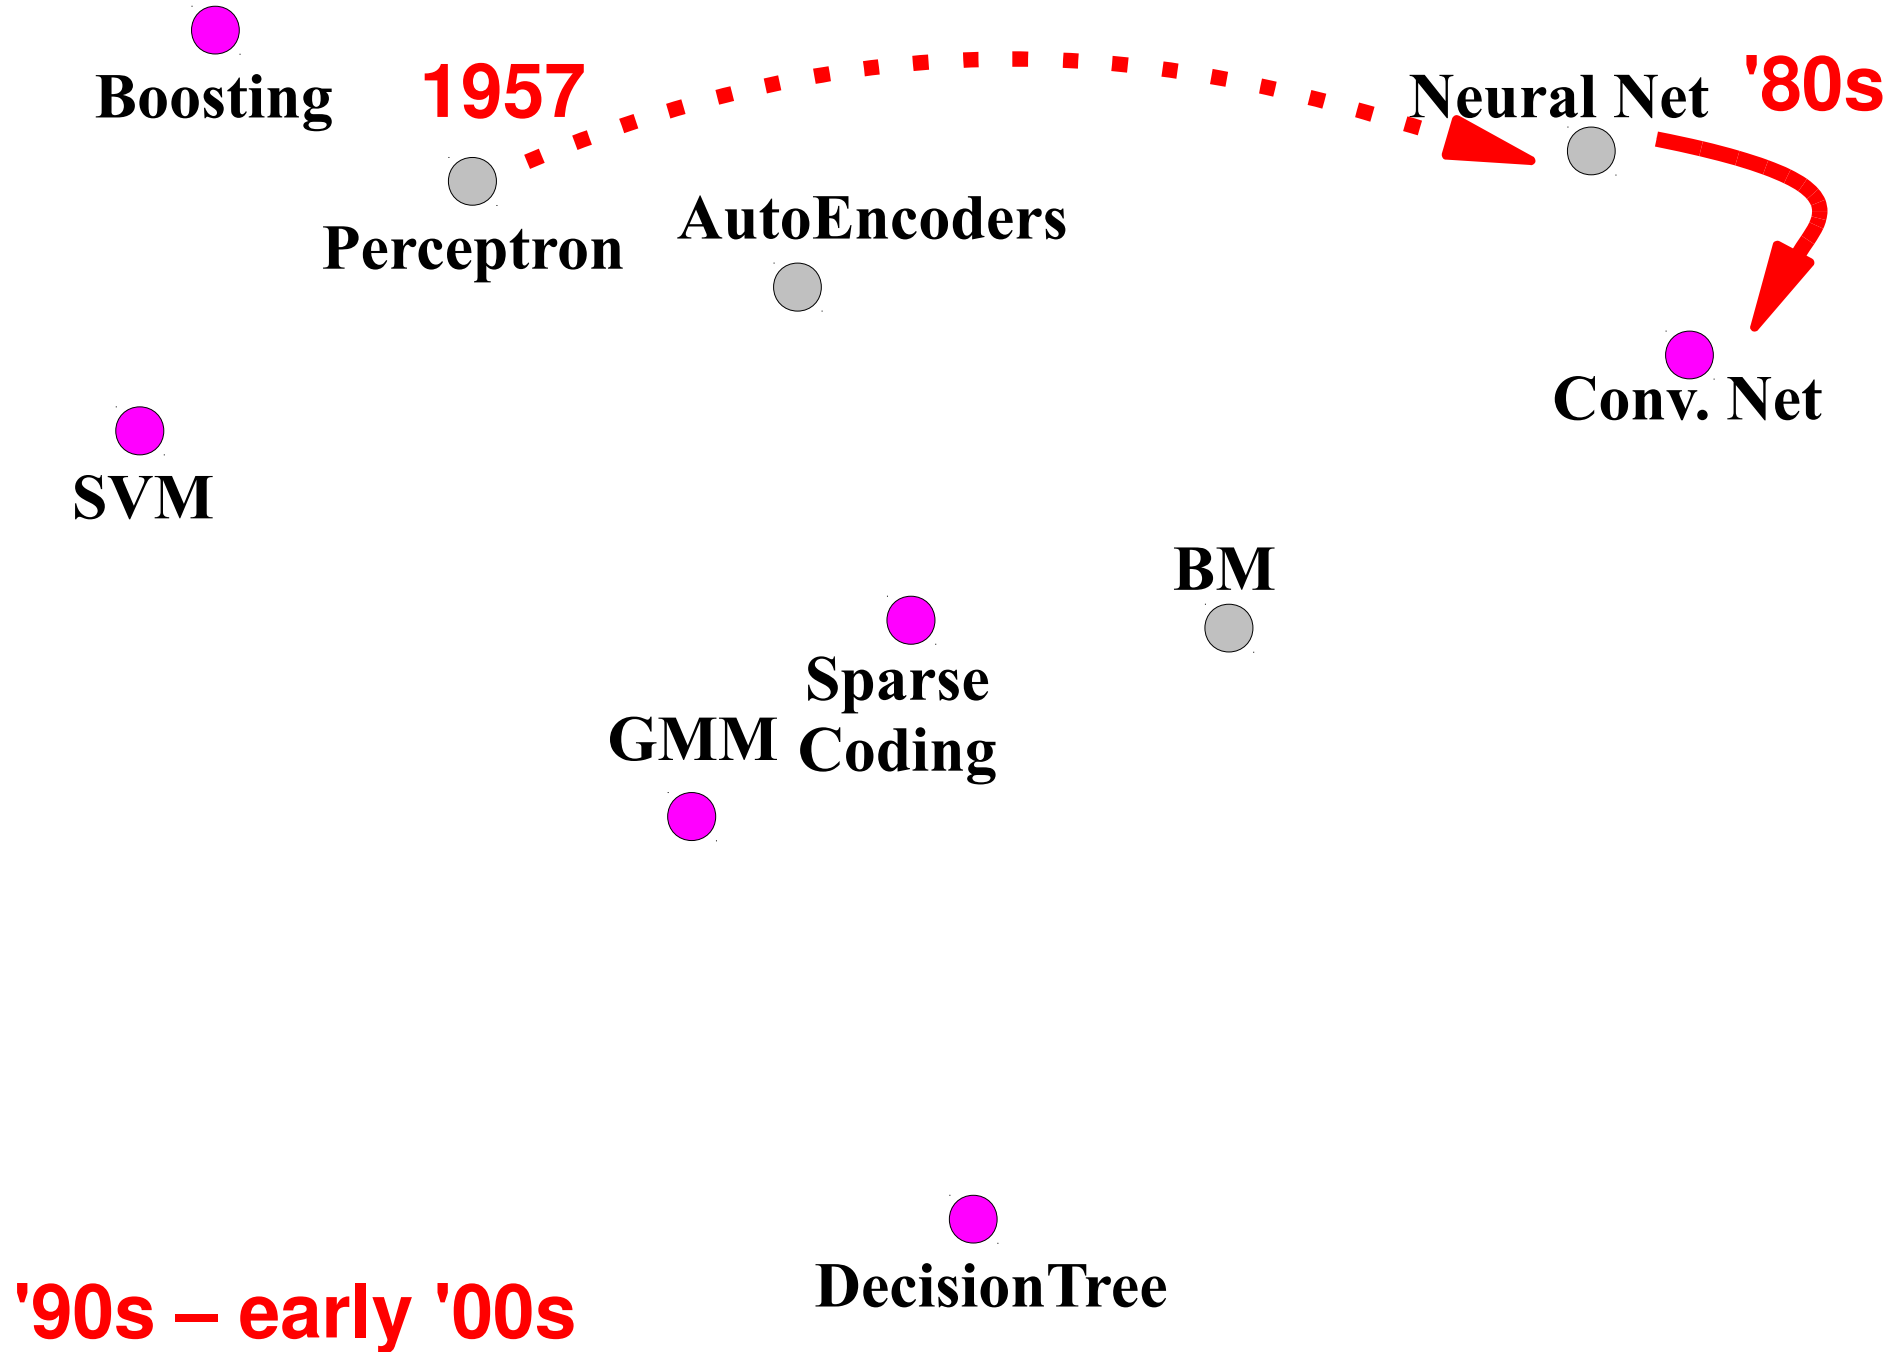 Boosting
1957
Neural Net
'80s
Perceptron
AutoEncoders
Conv. Net
SVM
BM
Sparse
Coding
GMM
DecisionTree
'90s – early '00s